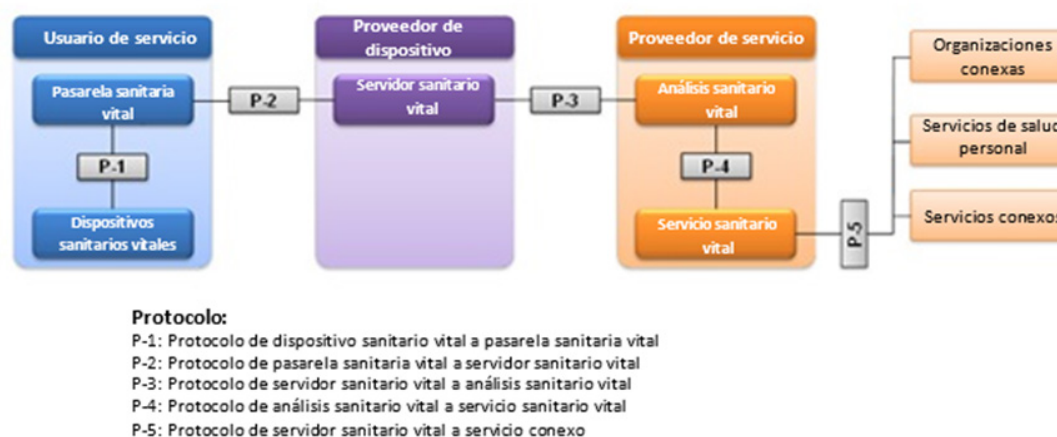 Usuario de servicio
Pasarela sanitaria
vital
P-1
Dispositivos
sanitarios vitales
P-2
Proveedor de
dispositivo
Servidor sanitario
vital
P-3
Proveedor de servicio
Análisis sanitario
vital
P-4
Servicio sanitario
vital
P-5
Organizaciones
conexas
Servicios de salud
personal
Servicios conexos
Protocolo:
P-1: Protocolo de dispositivo sanitario vital a pasarela sanitaria vital
P-2: Protocolo de pasarela sanitaria vital a servidor sanitario vital
P-3: Protocolo de servidor sanitario vital a análisis sanitario vital
P-4: Protocolo de análisis sanitario vital a servicio sanitario vital
P-5: Protocolo de servidor sanitario vital a servicio conexo